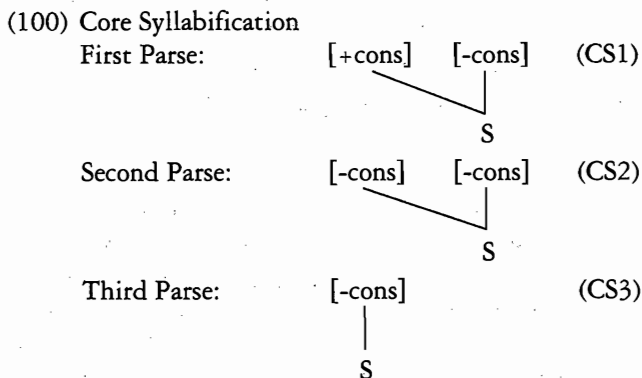 (100) Core Syllabification
First Parse: [+cons] [-cons] (CS1)
S
Second Parse: [-cons] [-cons] (CS2)
S
Third Parse: [-cons] (CS3)
S